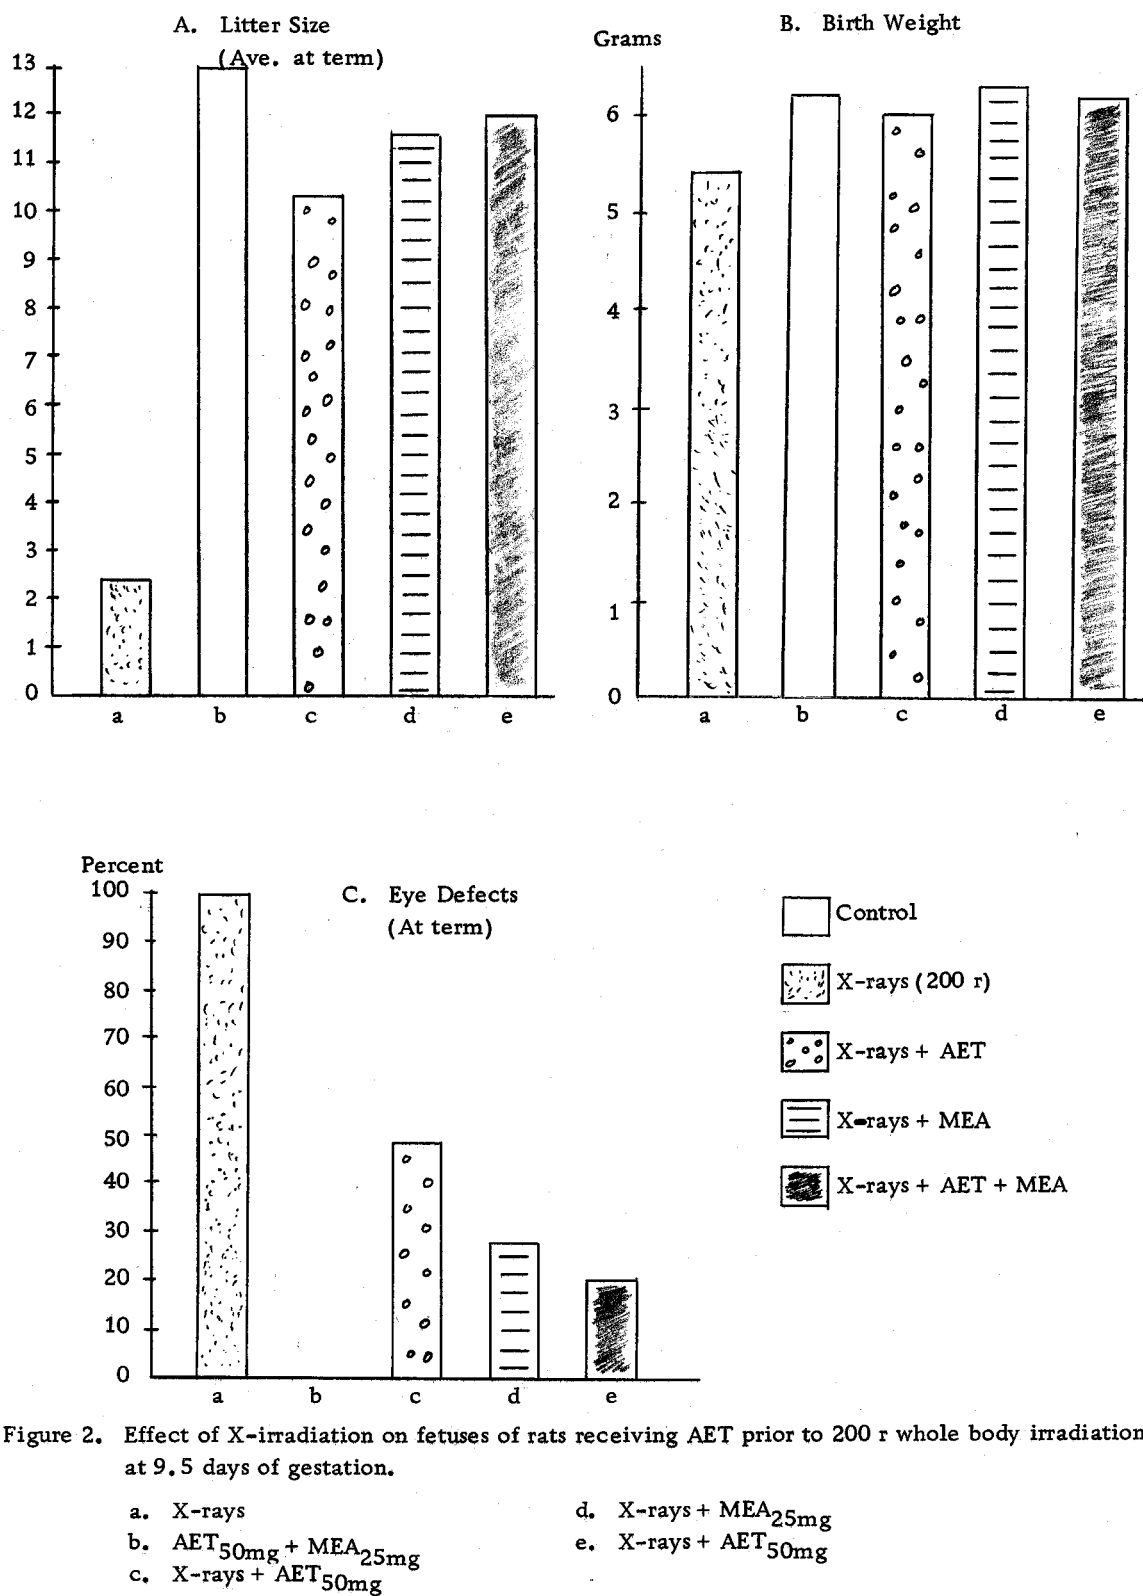 A. Litter Size
(Ave. at term)
13
12
11
10
9
8
7
6
5
4
3
2
1
0
a b c d e
B. Birth Weight
Grams
6
5
4
3
2
1
0
a b c d e
C. Eye Defects
(At term)
Percent
100
90
80
70
60
50
40
30
20
10
0
a b c d e
Control
X-rays (200 r)
X-rays + AET
X-rays + MEA
X-rays + AET + MEA
Figure 2. Effect of X-irradiation on fetuses of rats receiving AET prior to 200 r whole body irradiation
at 9.5 days of gestation.
a. X-rays
b. AET50mg + MEA25mg
c. X-rays + AET50mg
d. X-rays + MEA25mg
e. X-rays + AET50mg